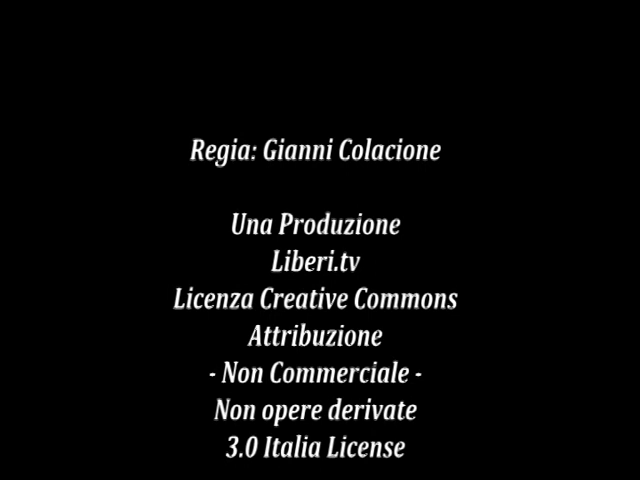 Regia: Gianni Colacione
Una Produzione
Liberi.tv
Licenza Creative Commons
Attribuzione
- Non Commerciale -
Non opere derivate
3.0 Italia License